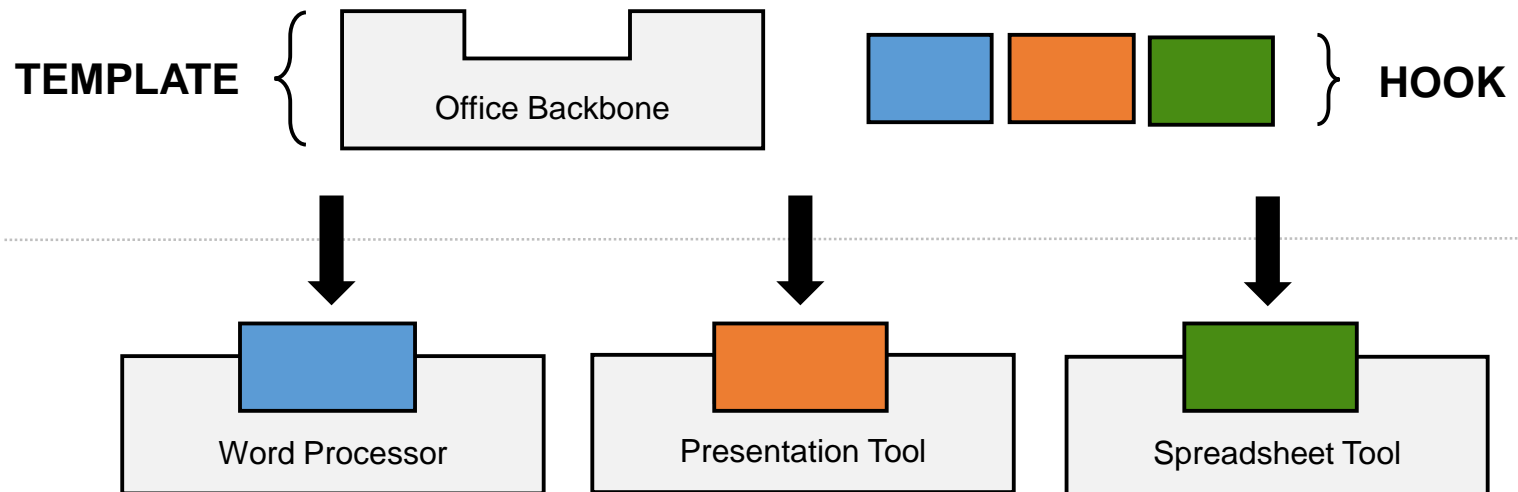 TEMPLATE
Office Backbone
HOOK
Word Processor
Presentation Tool
Spreadsheet Tool